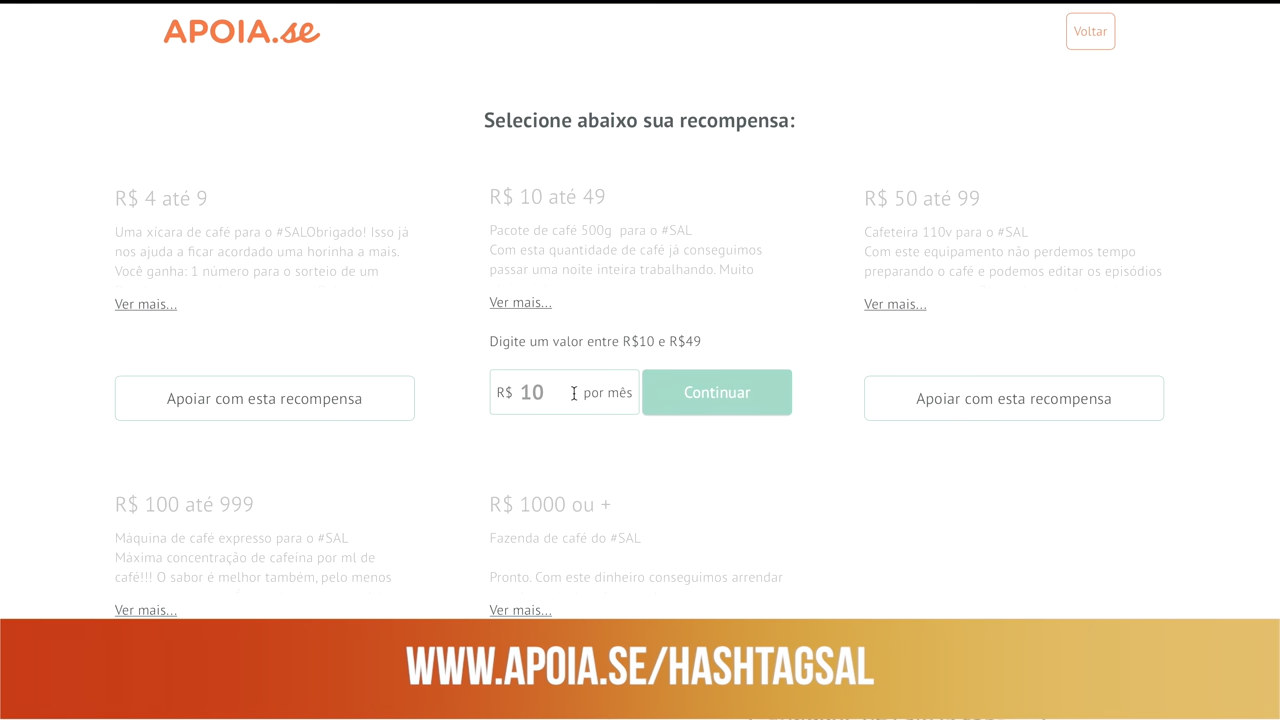 APOIA.se
Voltar
Selecione abaixo sua recompensa:
R$ 4 até 9
Uma xícara de café para o #SALObrigado! Isso já
nos ajuda a ficar acordado uma horinha a mais.
Você ganha: 1 número para o sorteio de um
Ver mais...
Apoiar com esta recompensa
R$ 10 até 49
Pacote de café 500g para o #SAL
Com esta quantidade de café já conseguimos
passar uma noite inteira trabalhando. Muito
Ver mais...
Digite um valor entre R$10 e R$49
R$ 10 por mês
Continuar
R$ 50 até 99
Cafeteira 110v para o #SAL
Com este equipamento não perdemos tempo
preparando o café e podemos editar os episódios
Ver mais...
Apoiar com esta recompensa
R$ 100 até 999
Máquina de café expresso para o #SAL
Máxima concentração de cafeína por ml de
café!!! O sabor é melhor também, pelo menos
Ver mais...
R$ 1000 ou +
Fazenda de café do #SAL
Pronto. Com este dinheiro conseguimos arrendar
Ver mais...
WWW.APOIA.SE/HASHTAGSAL